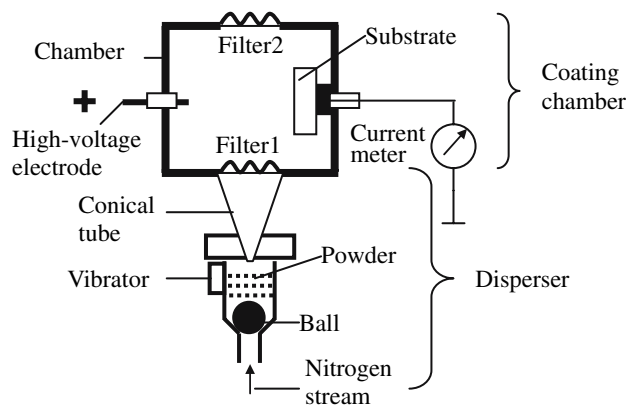 Chamber
Filter2
Substrate
Coating
chamber
+
High-voltage
electrode
Filter1
Current
meter
Conical
tube
Vibrator
Powder
Disperser
Ball
Nitrogen
stream